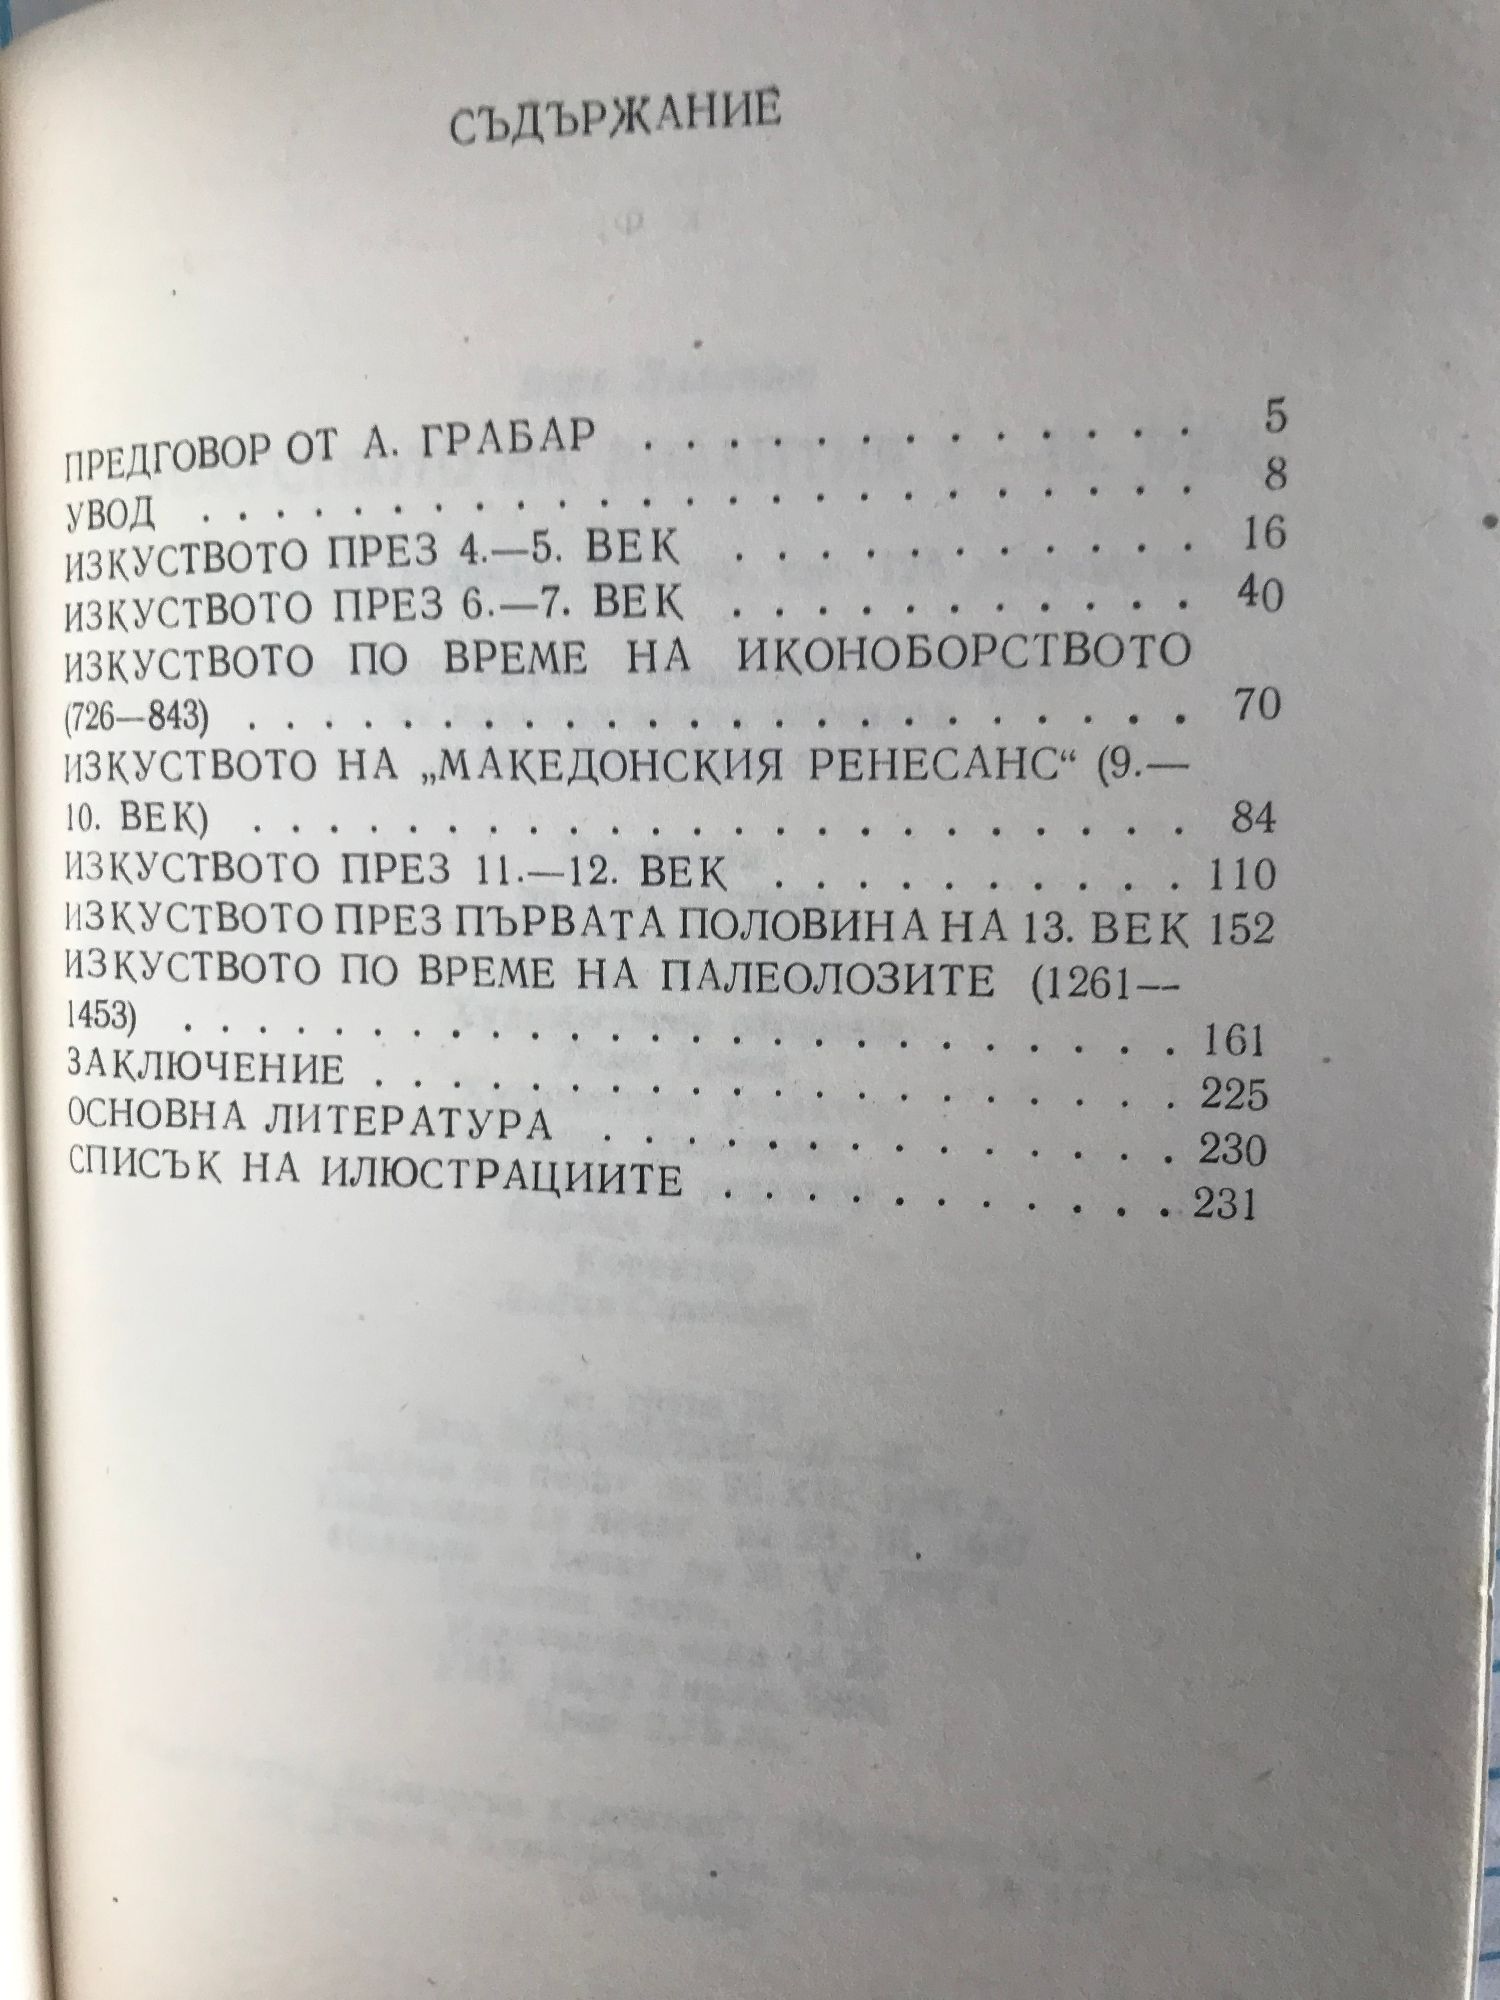 СЪДЪРЖАНИЕ
ПРЕДГОВОР ОТ А. ГРАБАР . . . . . . . . . . . . . . 5
УВОД . . . . . . . . . . . . . . . . . . . . . . . . . 8
ИЗКУСТВОТО ПРЕЗ 4.—5. ВЕК . . . . . . . . . . . 16
ИЗКУСТВОТО ПРЕЗ 6.—7. ВЕК . . . . . . . . . . . 40
ИЗКУСТВОТО ПО ВРЕМЕ НА ИКОНОБОРСТВОТО
(726—843) . . . . . . . . . . . . . . . . . . . . . . . . 70
ИЗКУСТВОТО НА „МАКЕДОНСКИЯ РЕНЕСАНС“ (9.—
10. ВЕК) . . . . . . . . . . . . . . . . . . . . . . . . 84
ИЗКУСТВОТО ПРЕЗ 11.—12. ВЕК . . . . . . . . . . 110
ИЗКУСТВОТО ПРЕЗ ПЪРВАТА ПОЛОВИНА НА 13. ВЕК 152
ИЗКУСТВОТО ПО ВРЕМЕ НА ПАЛЕОЛОЗИТЕ (1261—
1453) . . . . . . . . . . . . . . . . . . . . . . . . . 161
ЗАКЛЮЧЕНИЕ . . . . . . . . . . . . . . . . . . . . . 225
ОСНОВНА ЛИТЕРАТУРА . . . . . . . . . . . . . . 230
СПИСЪК НА ИЛЮСТРАЦИИТЕ . . . . . . . . . . . 231